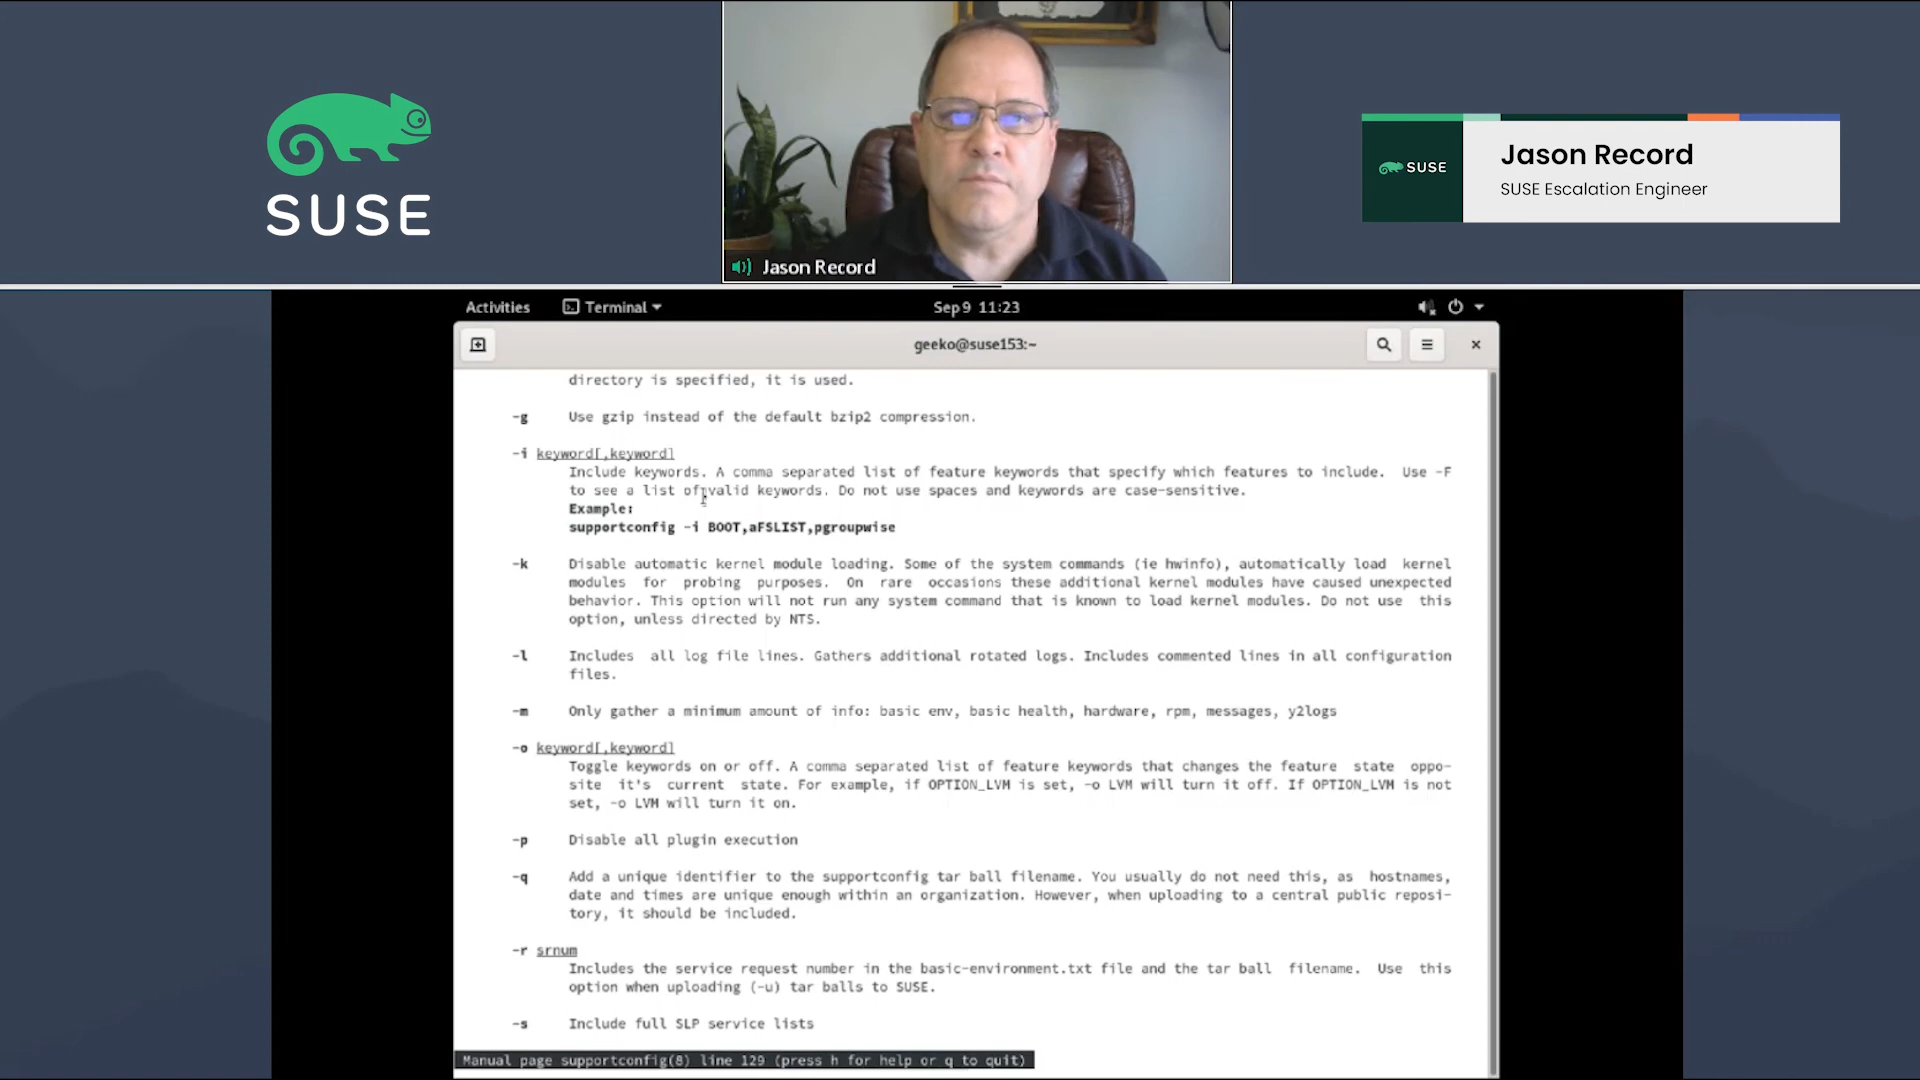 SUSE
Jason Record
SUSE
Jason Record
SUSE Escalation Engineer
Activities Terminal Sep 9 11:23
geeko@suse153:~
directory is specified, it is used.
-g Use gzip instead of the default bzip2 compression.
-i keyword[,keyword]
Include keywords. A comma separated list of feature keywords that specify which features to include. Use -F
to see a list of valid keywords. Do not use spaces and keywords are case-sensitive.
Example:
supportconfig -i BOOT,aFSLIST,pgroupwise
-k Disable automatic kernel module loading. Some of the system commands (ie hwinfo), automatically load kernel
modules for probing purposes. On rare occasions these additional kernel modules have caused unexpected
behavior. This option will not run any system command that is known to load kernel modules. Do not use this
option, unless directed by NTS.
-l Includes all log file lines. Gathers additional rotated logs. Includes commented lines in all configuration
files.
-m Only gather a minimum amount of info: basic env, basic health, hardware, rpm, messages, y2logs
-o keyword[,keyword]
Toggle keywords on or off. A comma separated list of feature keywords that changes the feature state oppo-
site it's current state. For example, if OPTION_LVM is set, -o LVM will turn it off. If OPTION_LVM is not
set, -o LVM will turn it on.
-p Disable all plugin execution
-q Add a unique identifier to the supportconfig tar ball filename. You usually do not need this, as hostnames,
date and times are unique enough within an organization. However, when uploading to a central public reposi-
tory, it should be included.
-r srnum
Includes the service request number in the basic-environment.txt file and the tar ball filename. Use this
option when uploading (-u) tar balls to SUSE.
-s Include full SLP service lists
Manual page supportconfig(8) line 129 (press h for help or q to quit)